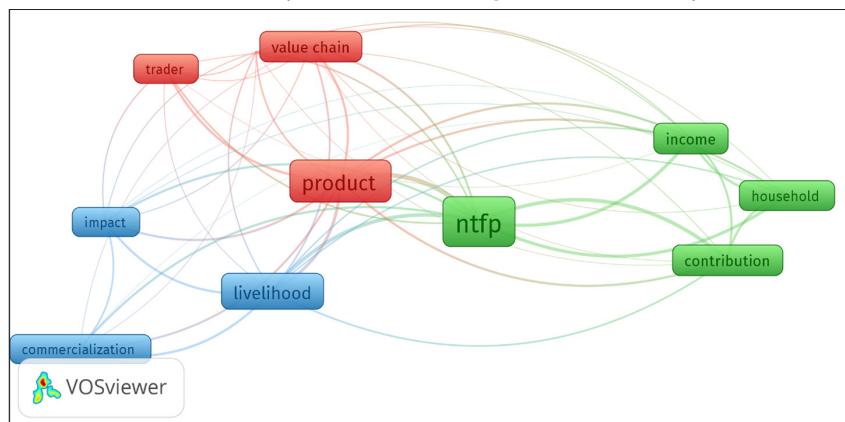 value chain
trader
income
product
household
impact
ntfp
contribution
livelihood
commercialization
VOSviewer